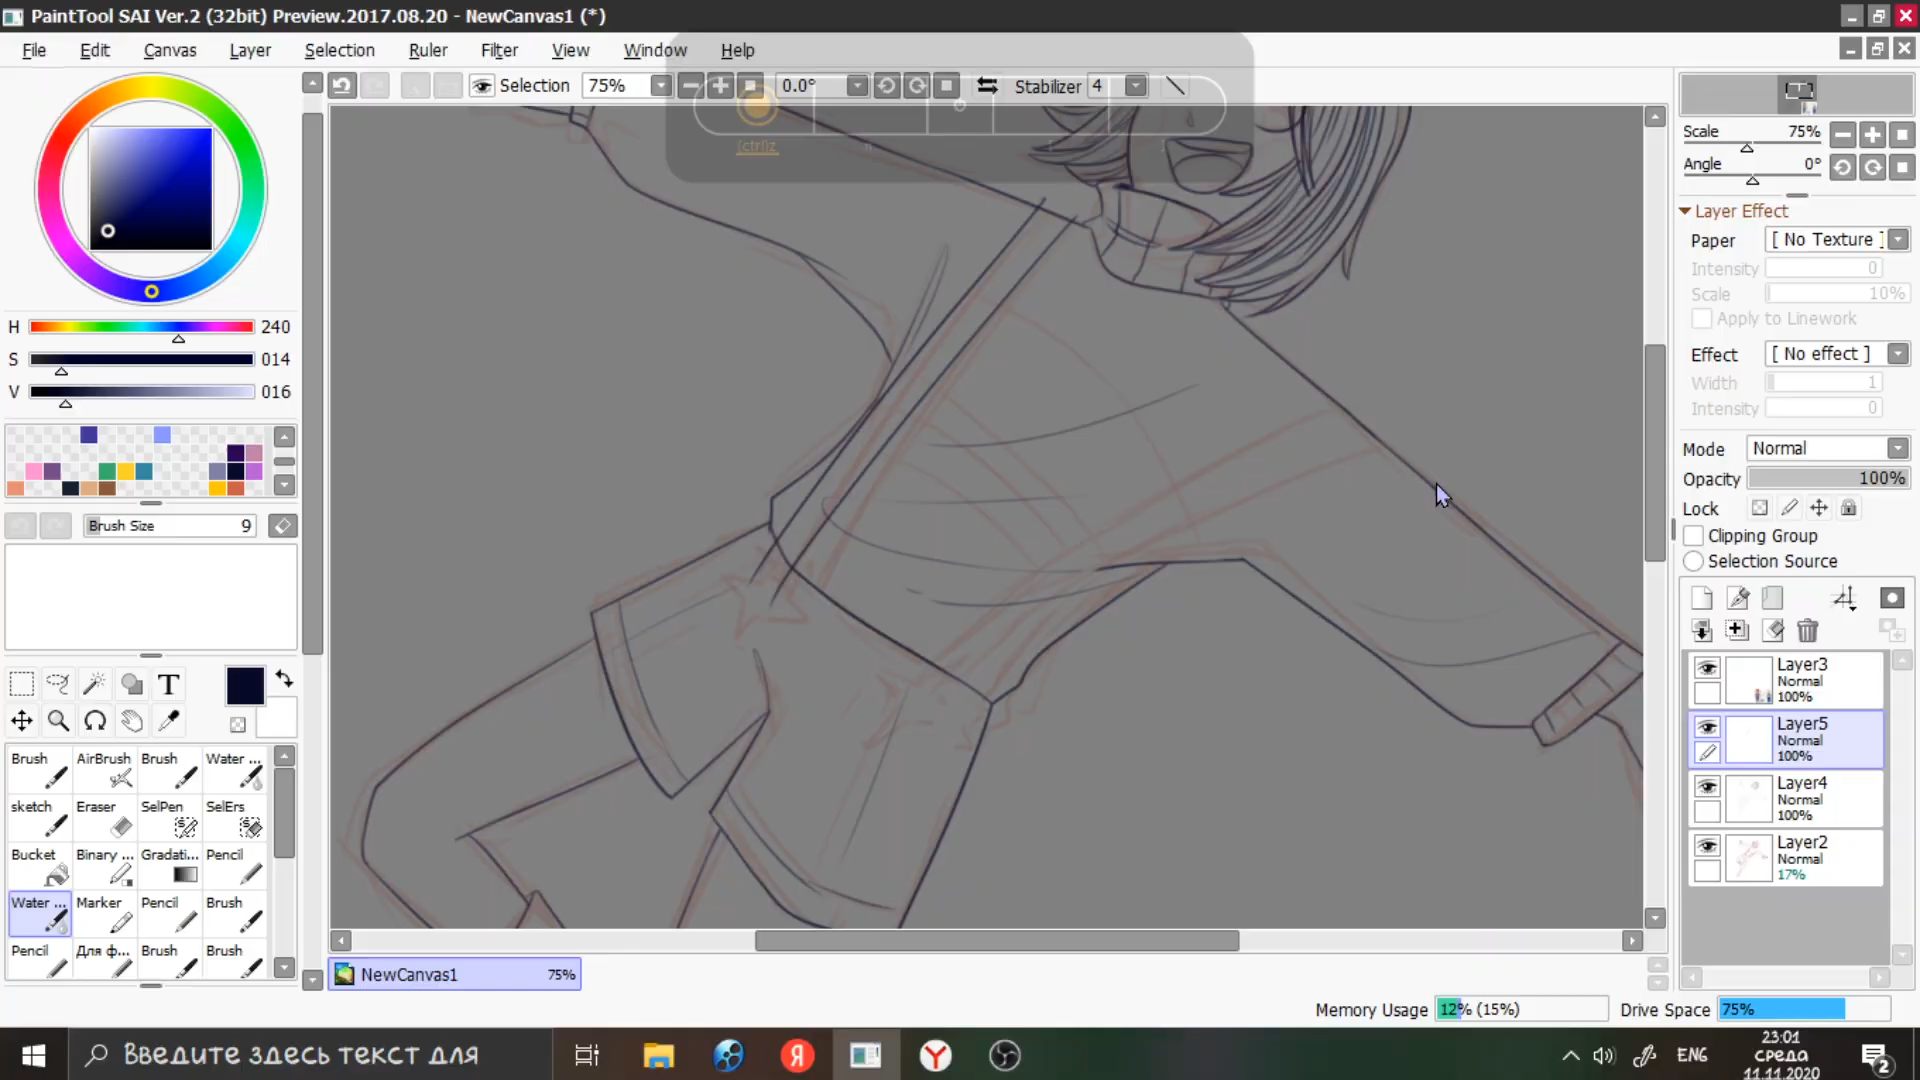 PaintTool SAI Ver.2 (32bit) Preview.2017.08.20 - NewCanvas1 (*)
File Edit Canvas Layer Selection Ruler Filter View Window Help
Selection 75% 0.0° Stabilizer 4
(ctrl)z
Scale 75%
Angle 0°
Layer Effect
Paper [ No Texture ]
Intensity 0
Scale 10%
Apply to Linework
Effect [ No effect ]
Width 1
Intensity 0
Mode Normal
Opacity 100%
Lock
Clipping Group
Selection Source
Layer3
Normal
100%
Layer5
Normal
100%
Layer4
Normal
100%
Layer2
Normal
17%
H 240
S 014
V 016
Brush Size 9
T
Brush AirBrush Brush Water ...
sketch Eraser SelPen SelErs
Bucket Binary ... Gradati... Pencil
Water ... Marker Pencil Brush
Pencil Для ф... Brush Brush
NewCanvas1 75%
Memory Usage 12% (15%) Drive Space 75%
Введите здесь текст для
ENG
23:01
среда
11.11.2020
2